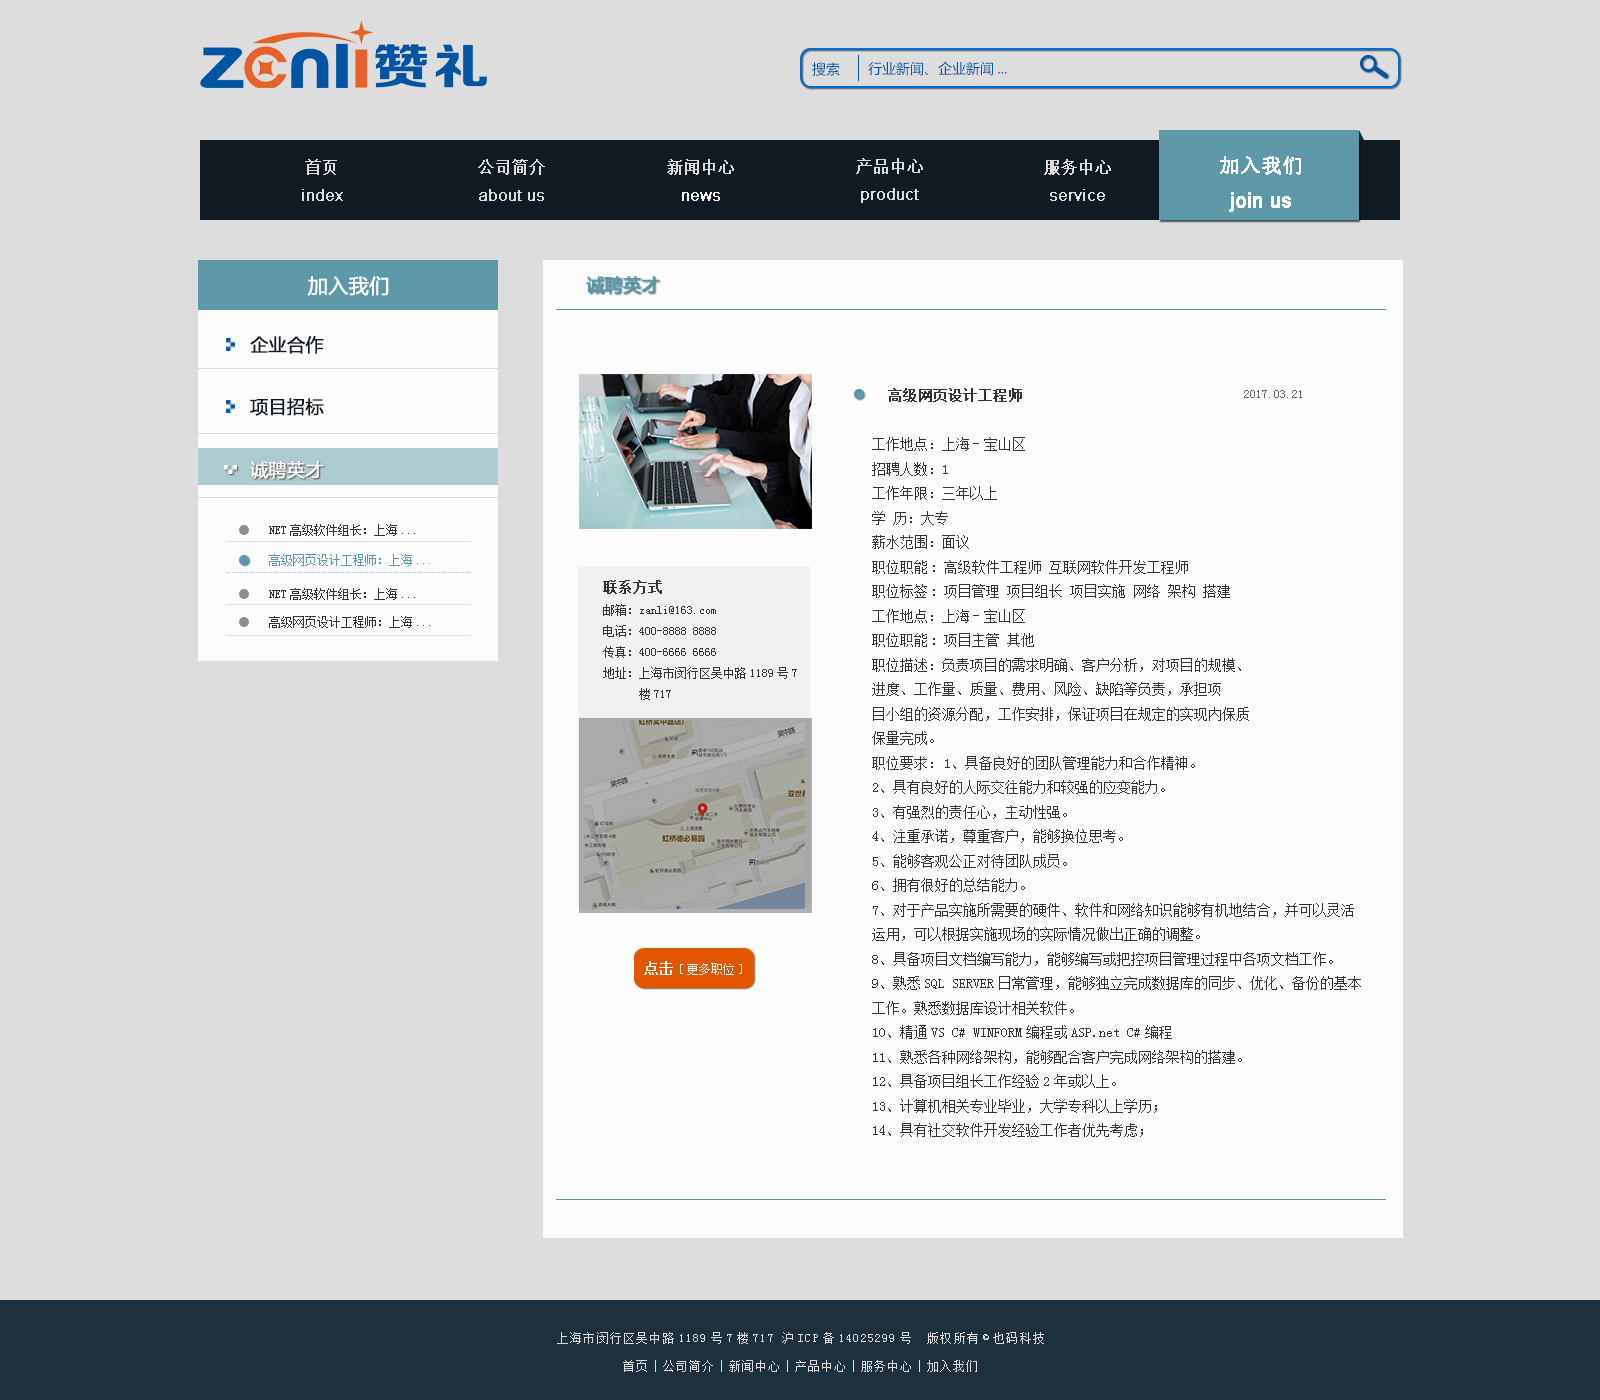 zenli赞礼
搜索 行业新闻、企业新闻 ...
首页 公司简介 新闻中心 产品中心 服务中心 加入我们
index about us news product service join us
加入我们
企业合作
项目招标
诚聘英才
NET 高级软件组长：上海 . . .
高级网页设计工程师：上海 . . .
NET 高级软件组长：上海 . . .
高级网页设计工程师：上海 . . .
诚聘英才
联系方式
邮箱：zanli@163.com
电话：400-8888 8888
传真：400-6666 6666
地址：上海市闵行区吴中路 1189 号 7
楼 717
吴中路
吴中路
虹桥德必易园
点击 [ 更多职位 ]
高级网页设计工程师 2017.03.21
工作地点：上海 - 宝山区
招聘人数：1
工作年限：三年以上
学 历：大专
薪水范围：面议
职位职能： 高级软件工程师 互联网软件开发工程师
职位标签： 项目管理 项目组长 项目实施 网络 架构 搭建
工作地点：上海 - 宝山区
职位职能： 项目主管 其他
职位描述：负责项目的需求明确、客户分析，对项目的规模、
进度、工作量、质量、费用、风险、缺陷等负责，承担项
目小组的资源分配，工作安排，保证项目在规定的实现内保质
保量完成。
职位要求： 1、具备良好的团队管理能力和合作精神。
2、具有良好的人际交往能力和较强的应变能力。
3、有强烈的责任心，主动性强。
4、注重承诺，尊重客户，能够换位思考。
5、能够客观公正对待团队成员。
6、拥有很好的总结能力。
7、对于产品实施所需要的硬件、软件和网络知识能够有机地结合，并可以灵活
运用，可以根据实施现场的实际情况做出正确的调整。
8、具备项目文档编写能力，能够编写或把控项目管理过程中各项文档工作。
9、熟悉 SQL SERVER 日常管理，能够独立完成数据库的同步、优化、备份的基本
工作。熟悉数据库设计相关软件。
10、精通 VS C# WINFORM 编程或 ASP.net C# 编程
11、熟悉各种网络架构，能够配合客户完成网络架构的搭建。
12、具备项目组长工作经验 2 年或以上。
13、计算机相关专业毕业，大学专科以上学历；
14、具有社交软件开发经验工作者优先考虑；
上海市闵行区吴中路 1189 号 7 楼 717 沪 ICP 备 14025299 号 版权所有 © 也码科技
首页 | 公司简介 | 新闻中心 | 产品中心 | 服务中心 | 加入我们